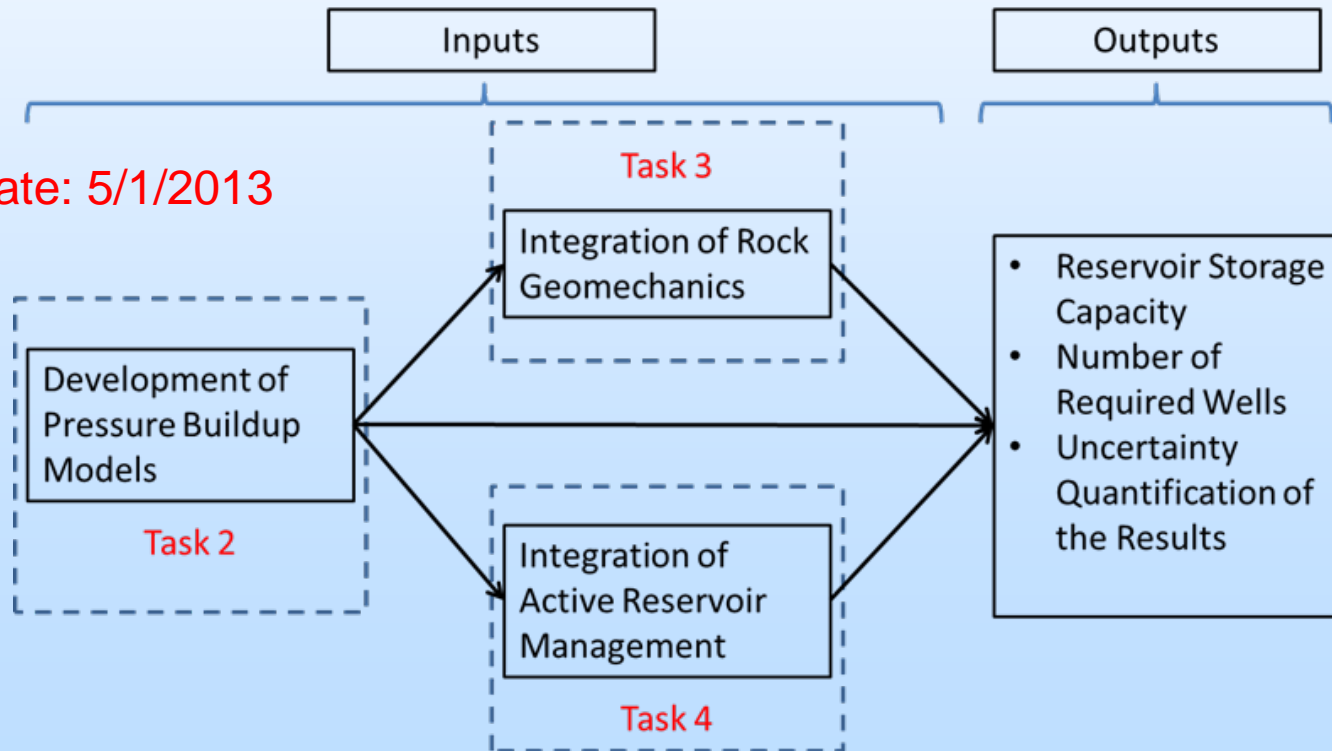 Inputs
Outputs
ate: 5/1/2013
Task 3
Integration of Rock
Geomechanics
Development of
Pressure Buildup
Models
Task 2
Integration of
Active Reservoir
Management
Task 4
• Reservoir Storage
Capacity
• Number of
Required Wells
• Uncertainty
Quantification of
the Results